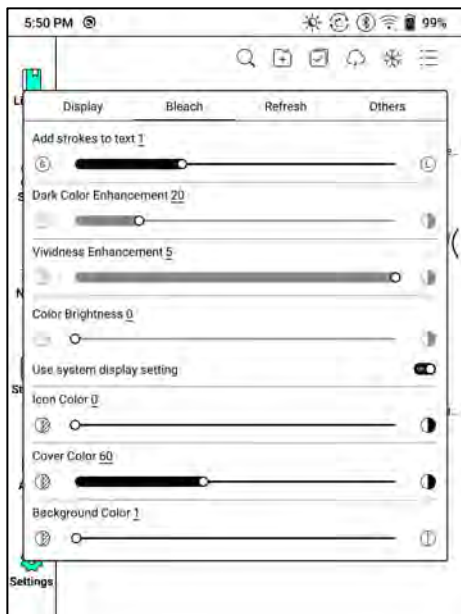 5:50 PM 99%
Display Bleach Refresh Others
Add strokes to text 1
S L
Dark Color Enhancement 20
Vividness Enhancement 5
Color Brightness 0
Use system display setting
Icon Color 0
Cover Color 60
Background Color 1
Settings